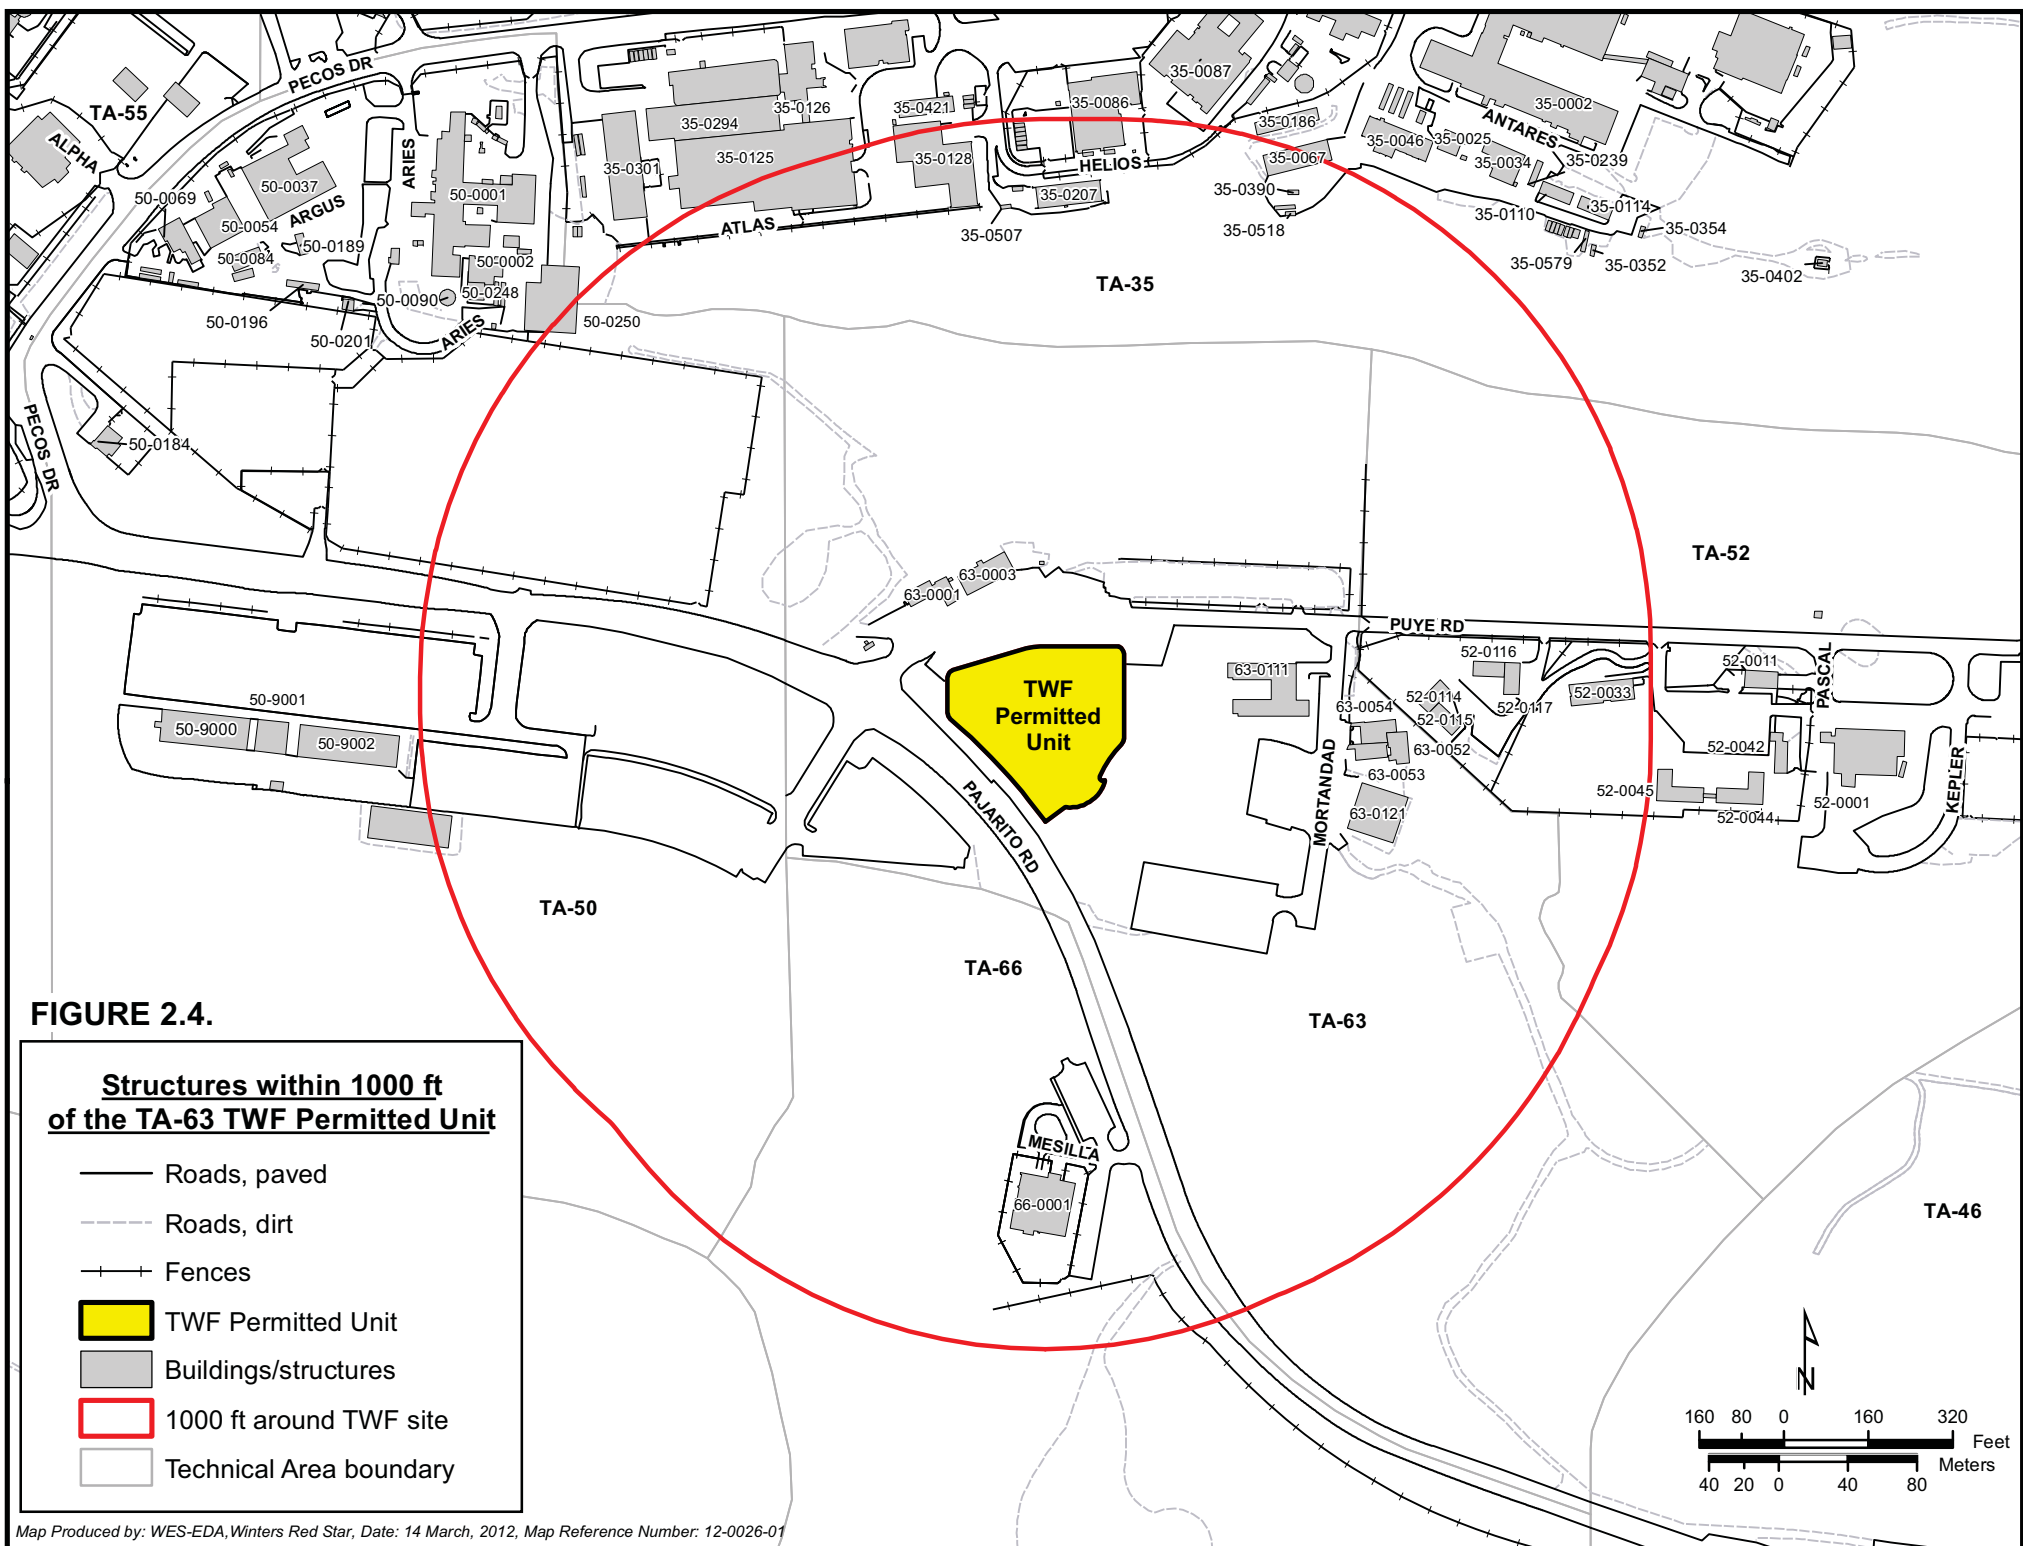 PECOS DR
TA-55
ALPHA
ARIES
50-0069
50-0037
ARGUS
50-0054
50-0189
50-0084
50-0001
50-0002
50-0090
50-0248
50-0196
50-0201
ARIES
50-0250
50-0184
PECOS DR
35-0126
35-0294
35-0125
35-0301
35-0421
35-0128
35-0086
35-0087
35-0186
35-0067
HELIOS
35-0207
35-0390
35-0507
35-0518
ATLAS
35-0002
ANTARES
35-0046
35-0025
35-0034
35-0239
35-0110
35-0114
35-0354
35-0579
35-0352
35-0402
TA-35
TA-52
63-0003
63-0001
PUYE RD
TWF
Permitted
Unit
63-0111
52-0116
52-0114
52-0115
52-0117
52-0033
52-0011
PASCAL
63-0054
63-0052
63-0053
63-0121
MORTANDAD
52-0042
52-0045
52-0044
52-0001
KEPLER
50-9001
50-9000
50-9002
PAJARITO RD
TA-50
TA-66
TA-63
TA-46
MESILLA
66-0001
FIGURE 2.4.
Structures within 1000 ft
of the TA-63 TWF Permitted Unit
Roads, paved
Roads, dirt
Fences
TWF Permitted Unit
Buildings/structures
1000 ft around TWF site
Technical Area boundary
N
160 80 0 160 320
Feet
Meters
40 20 0 40 80
Map Produced by: WES-EDA,Winters Red Star, Date: 14 March, 2012, Map Reference Number: 12-0026-01